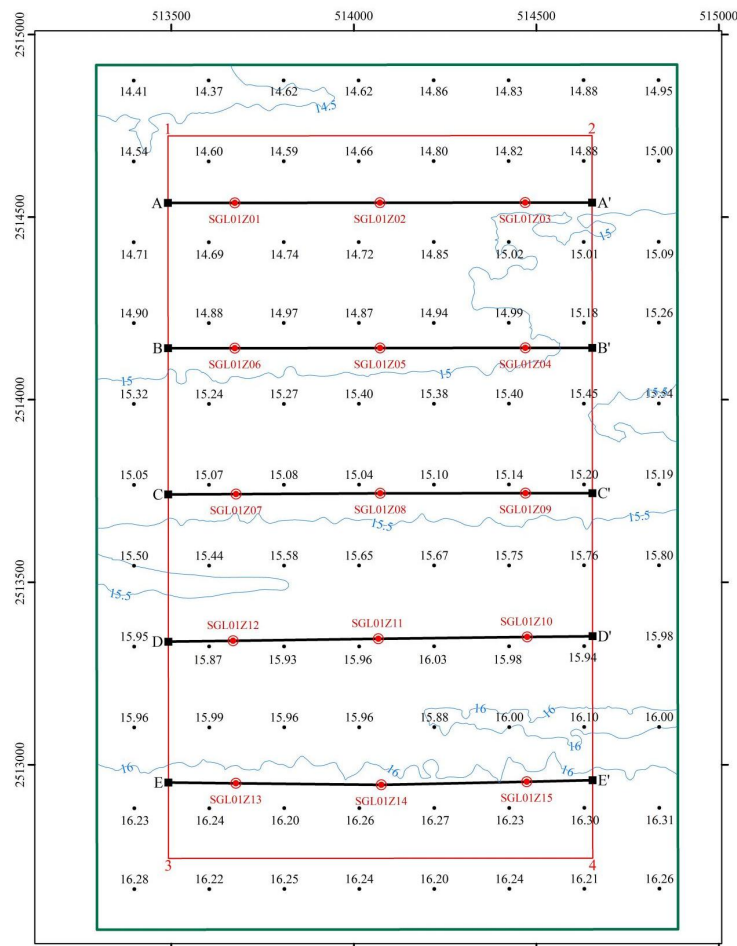 513500 514000 514500 515000
2515000
14.41 14.37 14.62 14.62 14.86 14.83 14.88 14.95
14.5
1 2
14.54 14.60 14.59 14.66 14.80 14.82 14.88 15.00
2514500
A A'
SGL01Z01 SGL01Z02 SGL01Z03
15
14.71 14.69 14.74 14.72 14.85 15.02 15.01 15.09
14.90 14.88 14.97 14.87 14.94 14.99 15.18 15.26
B B'
SGL01Z06 SGL01Z05 SGL01Z04
15 15
2514000
15.32 15.24 15.27 15.40 15.38 15.40 15.45 15.54
15.5
15.05 15.07 15.08 15.04 15.10 15.14 15.20 15.19
C C'
SGL01Z07 SGL01Z08 SGL01Z09
15.5 15.5
15.50 15.44 15.58 15.65 15.67 15.75 15.76 15.80
2513500
15.5
SGL01Z12 SGL01Z11 SGL01Z10
D D'
15.95 15.87 15.93 15.96 16.03 15.98 15.94 15.98
16 16
15.96 15.99 15.96 15.96 15.88 16.00 16.10 16.00
16
2513000
16 16 16
E E'
SGL01Z13 SGL01Z14 SGL01Z15
16.23 16.24 16.20 16.26 16.27 16.23 16.30 16.31
3 4
16.28 16.22 16.25 16.24 16.20 16.24 16.21 16.26